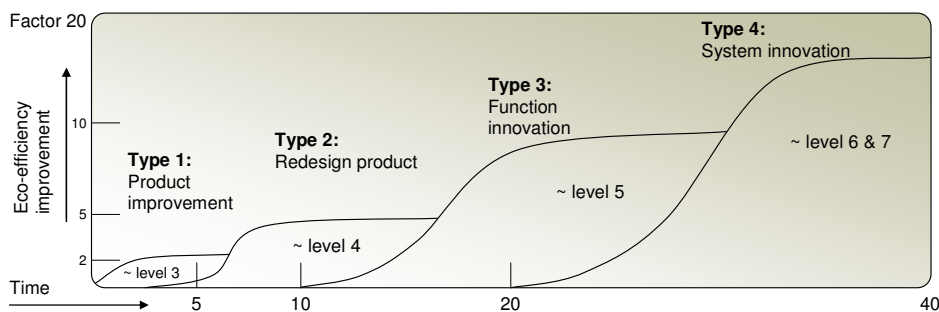 Factor 20
Type 4:
System innovation
Type 3:
Function
innovation
Eco-efficiency
improvement
10
Type 2:
Redesign product
~ level 6 & 7
Type 1:
Product
improvement
~ level 5
5
~ level 4
2
~ level 3
Time
5
10
20
40